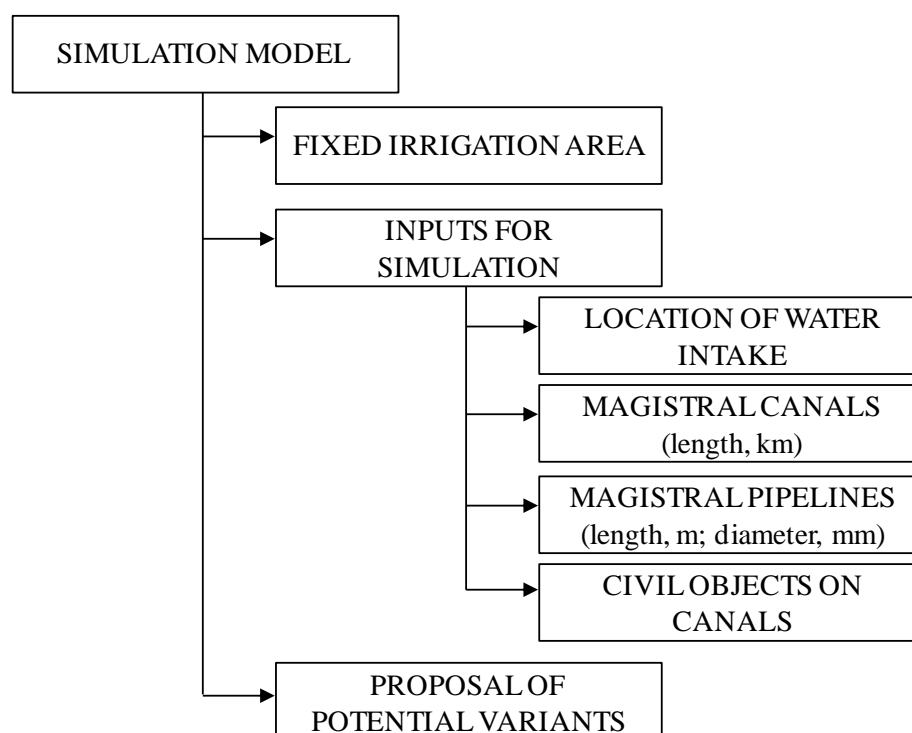 SIMULATION MODEL
FIXED IRRIGATION AREA
INPUTS FOR
SIMULATION
LOCATION OF WATER
INTAKE
MAGISTRAL CANALS
(length, km)
MAGISTRAL PIPELINES
(length, m; diameter, mm)
CIVIL OBJECTS ON
CANALS
PROPOSAL OF
POTENTIAL VARIANTS